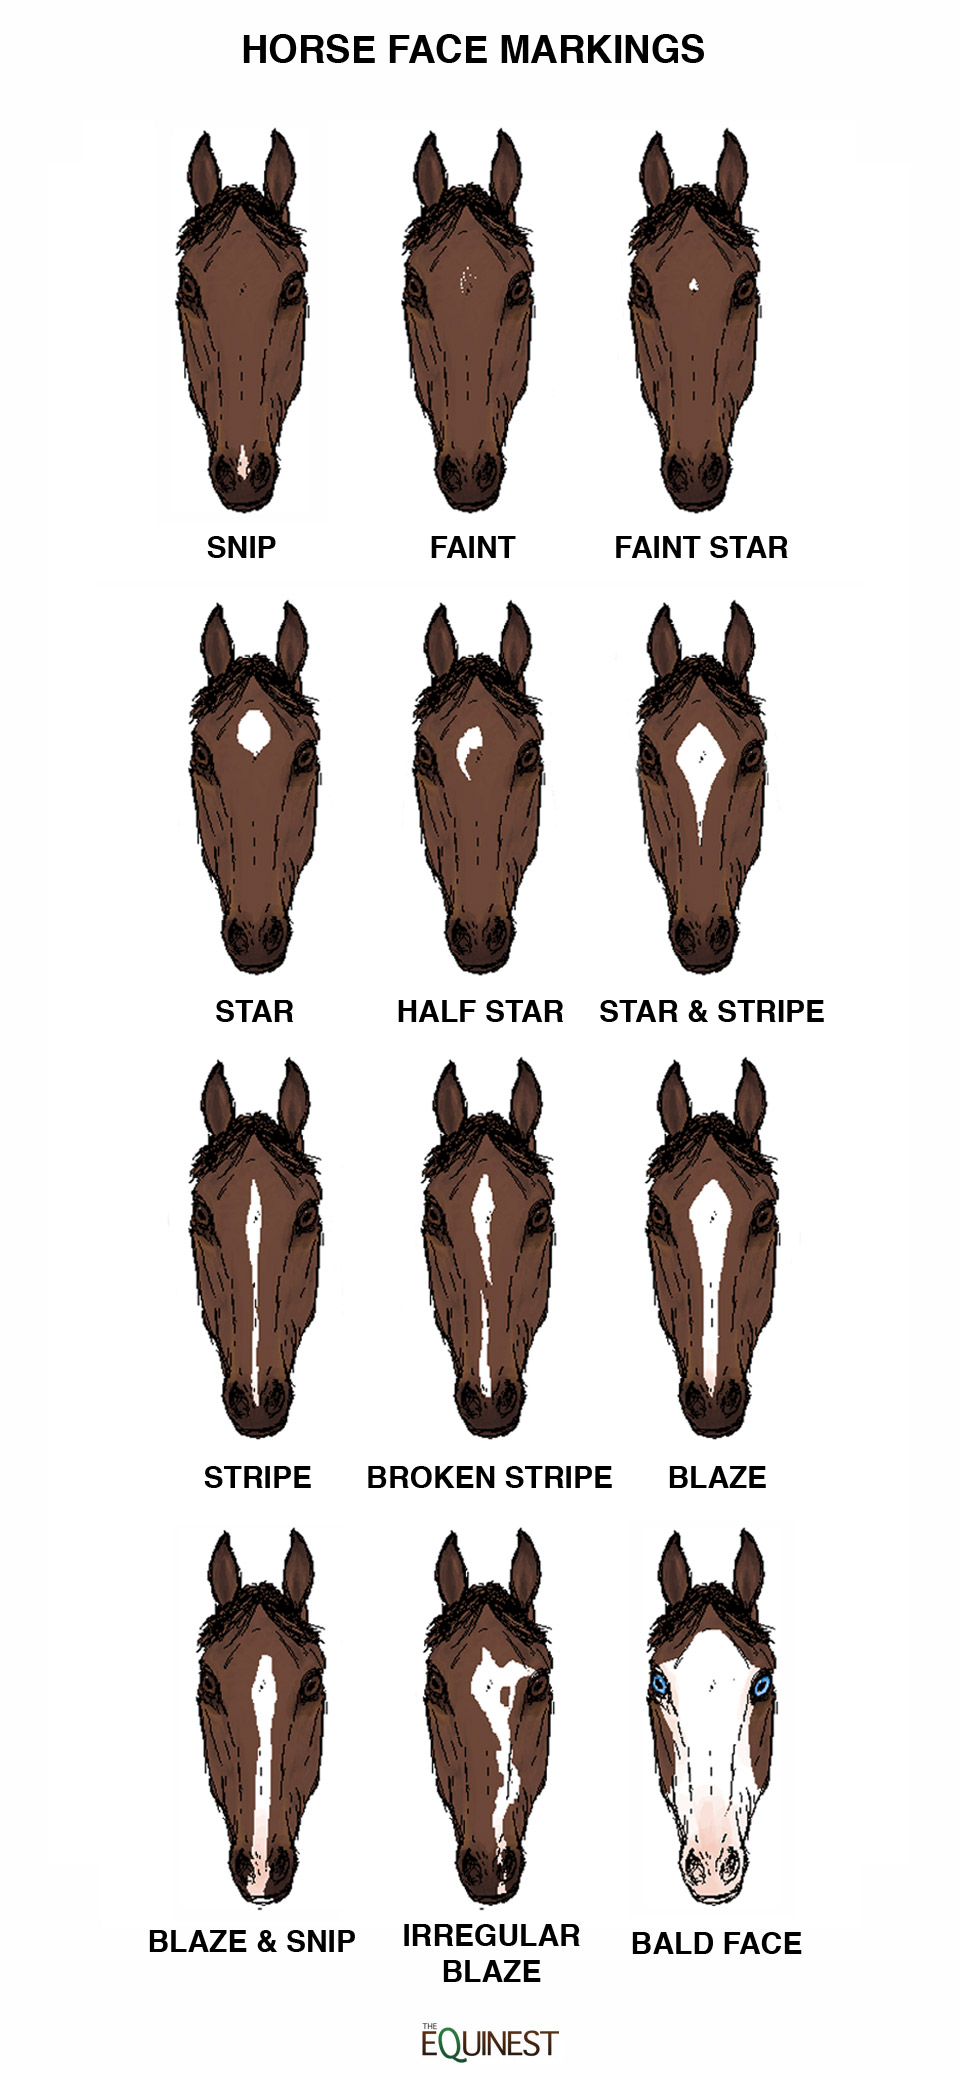 HORSE FACE MARKINGS
SNIP
FAINT
FAINT STAR
STAR
HALF STAR
STAR & STRIPE
STRIPE
BROKEN STRIPE
BLAZE
BLAZE & SNIP
IRREGULAR
BLAZE
BALD FACE
THE
EQUINEST